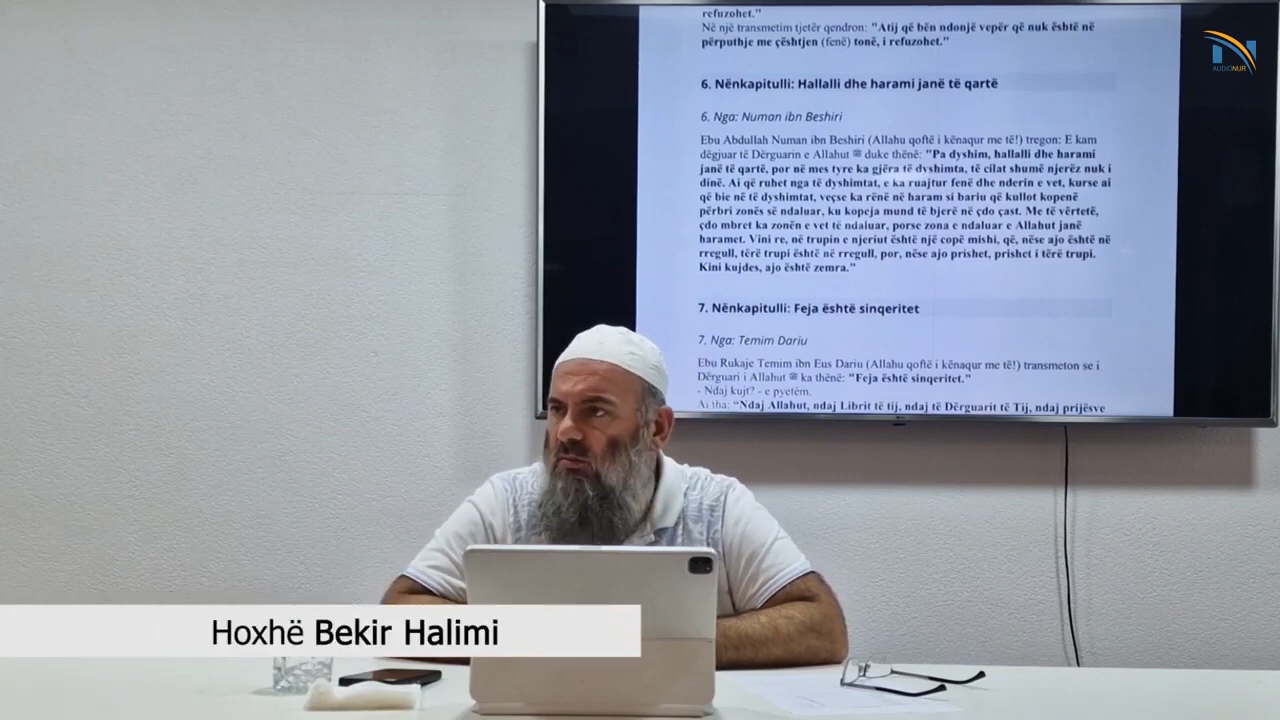 refuzohet."
Në një transmetim tjetër qendron: "Atij që bën ndonjë vepër që nuk është në
përputhje me çështjen (fenë) tonë, i refuzohet."
6. Nënkapitulli: Hallalli dhe harami janë të qartë
6. Nga: Numan ibn Beshiri
Ebu Abdullah Numan ibn Beshiri (Allahu qoftë i kënaqur me të!) tregon: E kam
dëgjuar të Dërguarin e Allahut ﷺ duke thënë: "Pa dyshim, hallalli dhe harami
janë të qartë, por në mes tyre ka gjëra të dyshimta, të cilat shumë njerëz nuk i
dinë. Ai që ruhet nga të dyshimtat, e ka ruajtur fenë dhe nderin e vet, kurse ai
që bie në të dyshimtat, veçse ka rënë në haram si bariu që kullot kopenë
përbri zonës së ndaluar, ku kopeja mund të bjerë në çdo çast. Me të vërtetë,
çdo mbret ka zonën e vet të ndaluar, porse zona e ndaluar e Allahut janë
haramet. Vini re, në trupin e njeriut është një copë mishi, që, nëse ajo është në
rregull, tërë trupi është në rregull, por, nëse ajo prishet, prishet i tërë trupi.
Kini kujdes, ajo është zemra."
7. Nënkapitulli: Feja është sinqeritet
7. Nga: Temim Dariu
Ebu Rukaje Temim ibn Eus Dariu (Allahu qoftë i kënaqur me të!) transmeton se i
Dërguari i Allahut ﷺ ka thënë: "Feja është sinqeritet."
- Ndaj kujt? - e pyetëm.
Ai tha: "Ndaj Allahut, ndaj Librit të tij, ndaj të Dërguarit të Tij, ndaj prijësve
AUDIONUR
Hoxhë Bekir Halimi